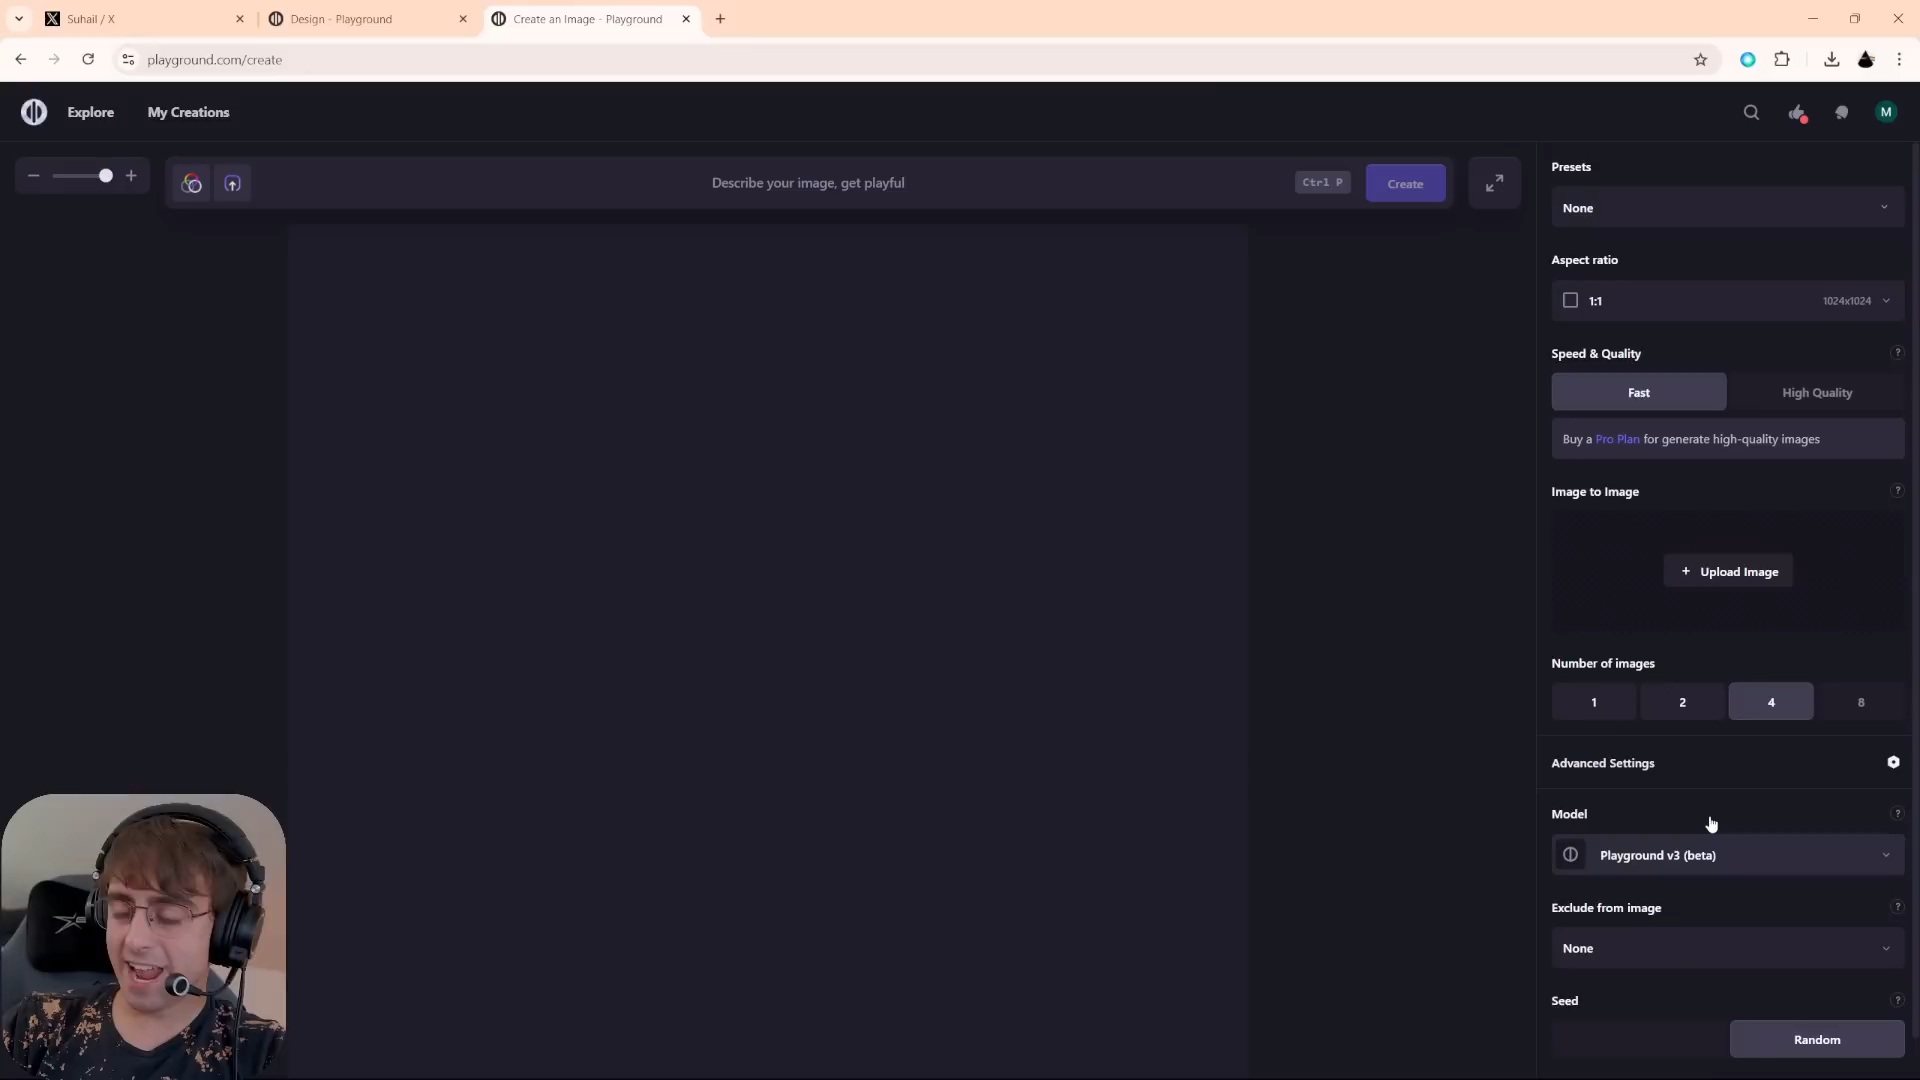 Suhail / X
Design - Playground
Create an Image - Playground
playground.com/create
Explore
My Creations
M
Describe your image, get playful
Ctrl P
Create
Presets
None
Aspect ratio
1:1
1024x1024
Speed & Quality
?
Fast
High Quality
Buy a Pro Plan for generate high-quality images
Image to Image
?
+ Upload Image
Number of images
1
2
4
8
Advanced Settings
Model
?
Playground v3 (beta)
Exclude from image
?
None
Seed
?
Random